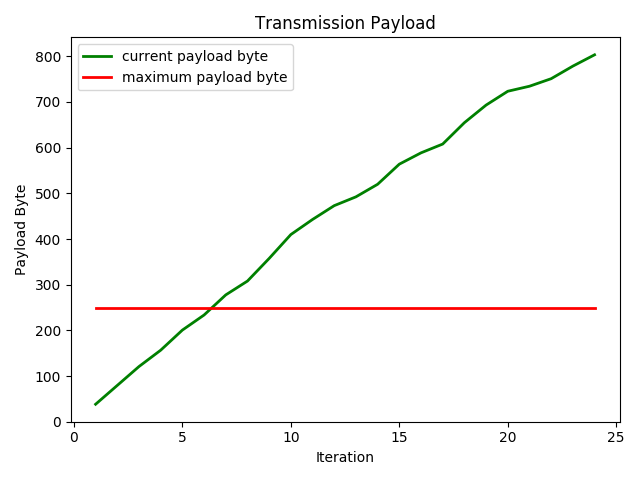 Transmission Payload
current payload byte
maximum payload byte
Payload Byte
800
700
600
500
400
300
200
100
0
0 5 10 15 20 25
Iteration